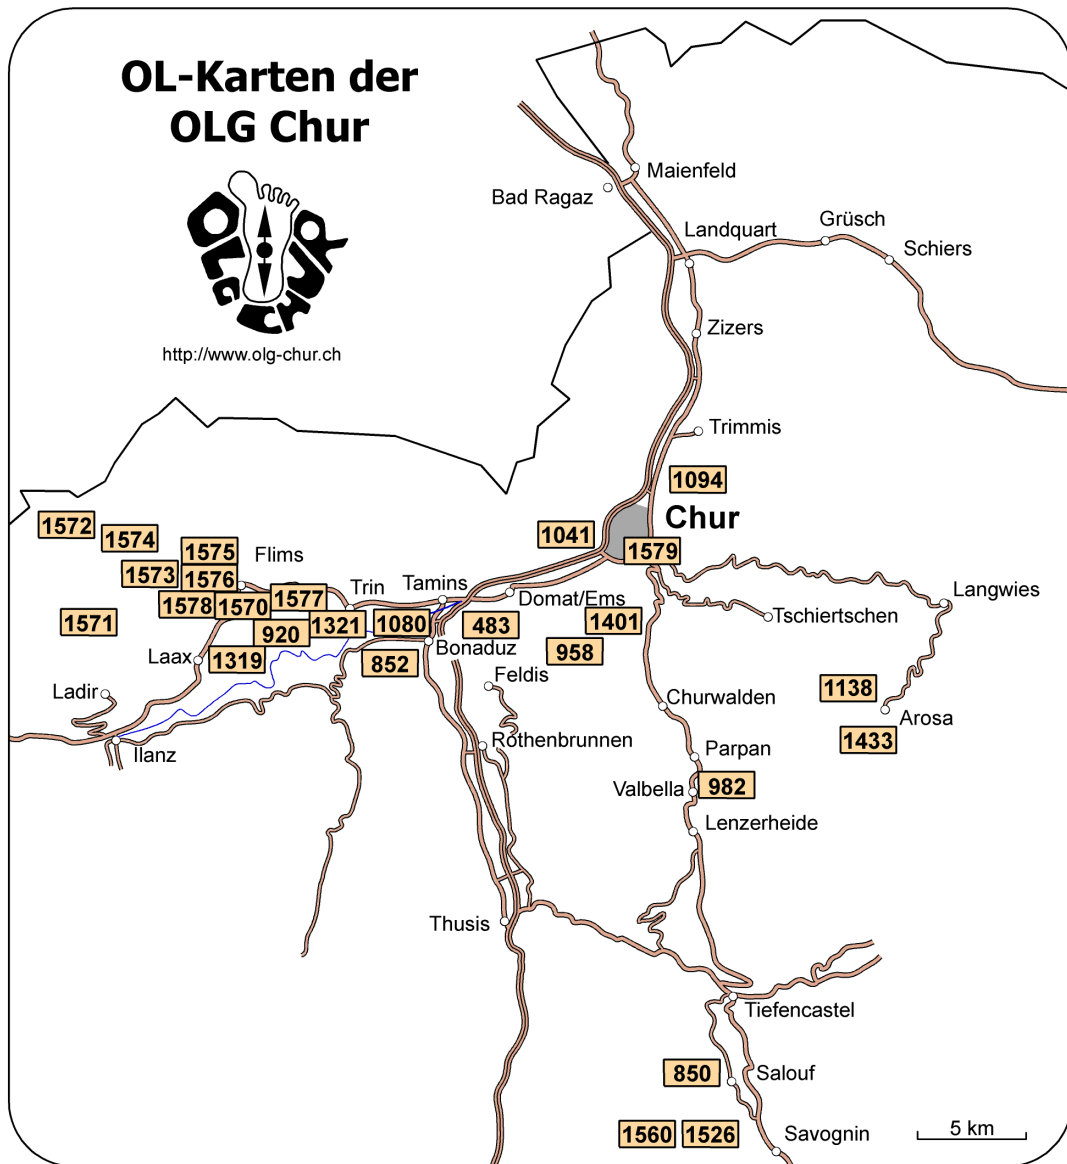 OL-Karten der
OLG Chur
OLG CHUR
http://www.olg-chur.ch
Maienfeld
Bad Ragaz
Landquart
Grüsch
Schiers
Zizers
Trimmis
1094
Chur
1572
1574
1041
1575
Flims
1579
1573
1576
Trin
Tamins
Langwies
1578
1570
1577
Domat/Ems
Tschiertschen
1571
920
1321
1080
483
1401
Bonaduz
Laax
1319
852
958
Feldis
Ladir
1138
Churwalden
Arosa
1433
Ilanz
Rothenbrunnen
Parpan
Valbella
982
Lenzerheide
Thusis
Tiefencastel
850
Salouf
1560
1526
Savognin
5 km